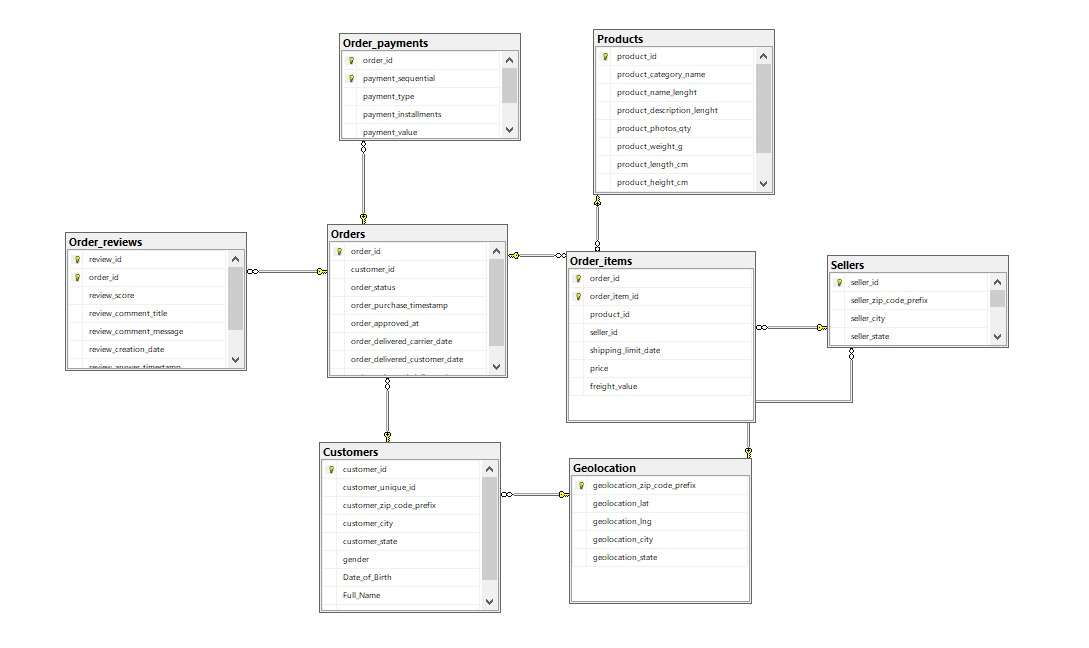 Order_payments
order_id
payment_sequential
payment_type
payment_installments
payment_value
Products
product_id
product_category_name
product_name_lenght
product_description_lenght
product_photos_qty
product_weight_g
product_length_cm
product_height_cm
Order_reviews
review_id
order_id
review_score
review_comment_title
review_comment_message
review_creation_date
review_answer_timestamp
Orders
order_id
customer_id
order_status
order_purchase_timestamp
order_approved_at
order_delivered_carrier_date
order_delivered_customer_date
Order_items
order_id
order_item_id
product_id
seller_id
shipping_limit_date
price
freight_value
Sellers
seller_id
seller_zip_code_prefix
seller_city
seller_state
Customers
customer_id
customer_unique_id
customer_zip_code_prefix
customer_city
customer_state
gender
Date_of_Birth
Full_Name
Geolocation
geolocation_zip_code_prefix
geolocation_lat
geolocation_lng
geolocation_city
geolocation_state